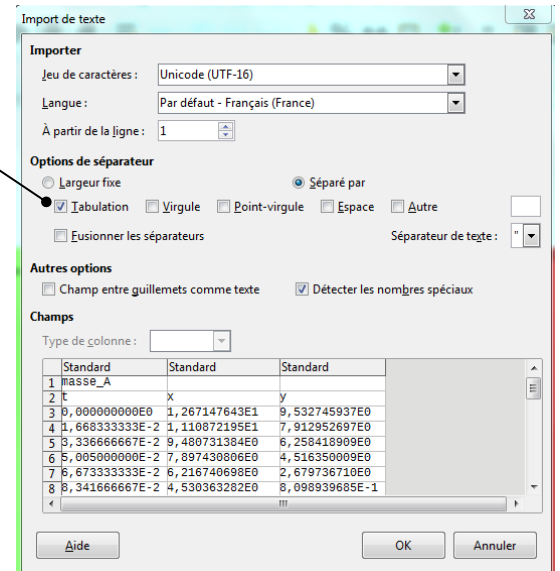 Import de texte
Importer
Jeu de caractères : Unicode (UTF-16)
Langue : Par défaut - Français (France)
À partir de la ligne : 1
Options de séparateur
Largeur fixe Séparé par
Tabulation Virgule Point-virgule Espace Autre
Fusionner les séparateurs Séparateur de texte : "
Autres options
Champ entre guillemets comme texte Détecter les nombres spéciaux
Champs
Type de colonne :
Standard Standard Standard
1 masse_A
2 t x y
3 0,000000000E0 1,267147643E1 9,532745937E0
4 1,668333333E-2 1,110872195E1 7,912952697E0
5 3,336666667E-2 9,480731384E0 6,258418909E0
6 5,005000000E-2 7,897430806E0 4,516350009E0
7 6,673333333E-2 6,216740698E0 2,679736710E0
8 8,341666667E-2 4,530363282E0 8,098939685E-1
Aide OK Annuler